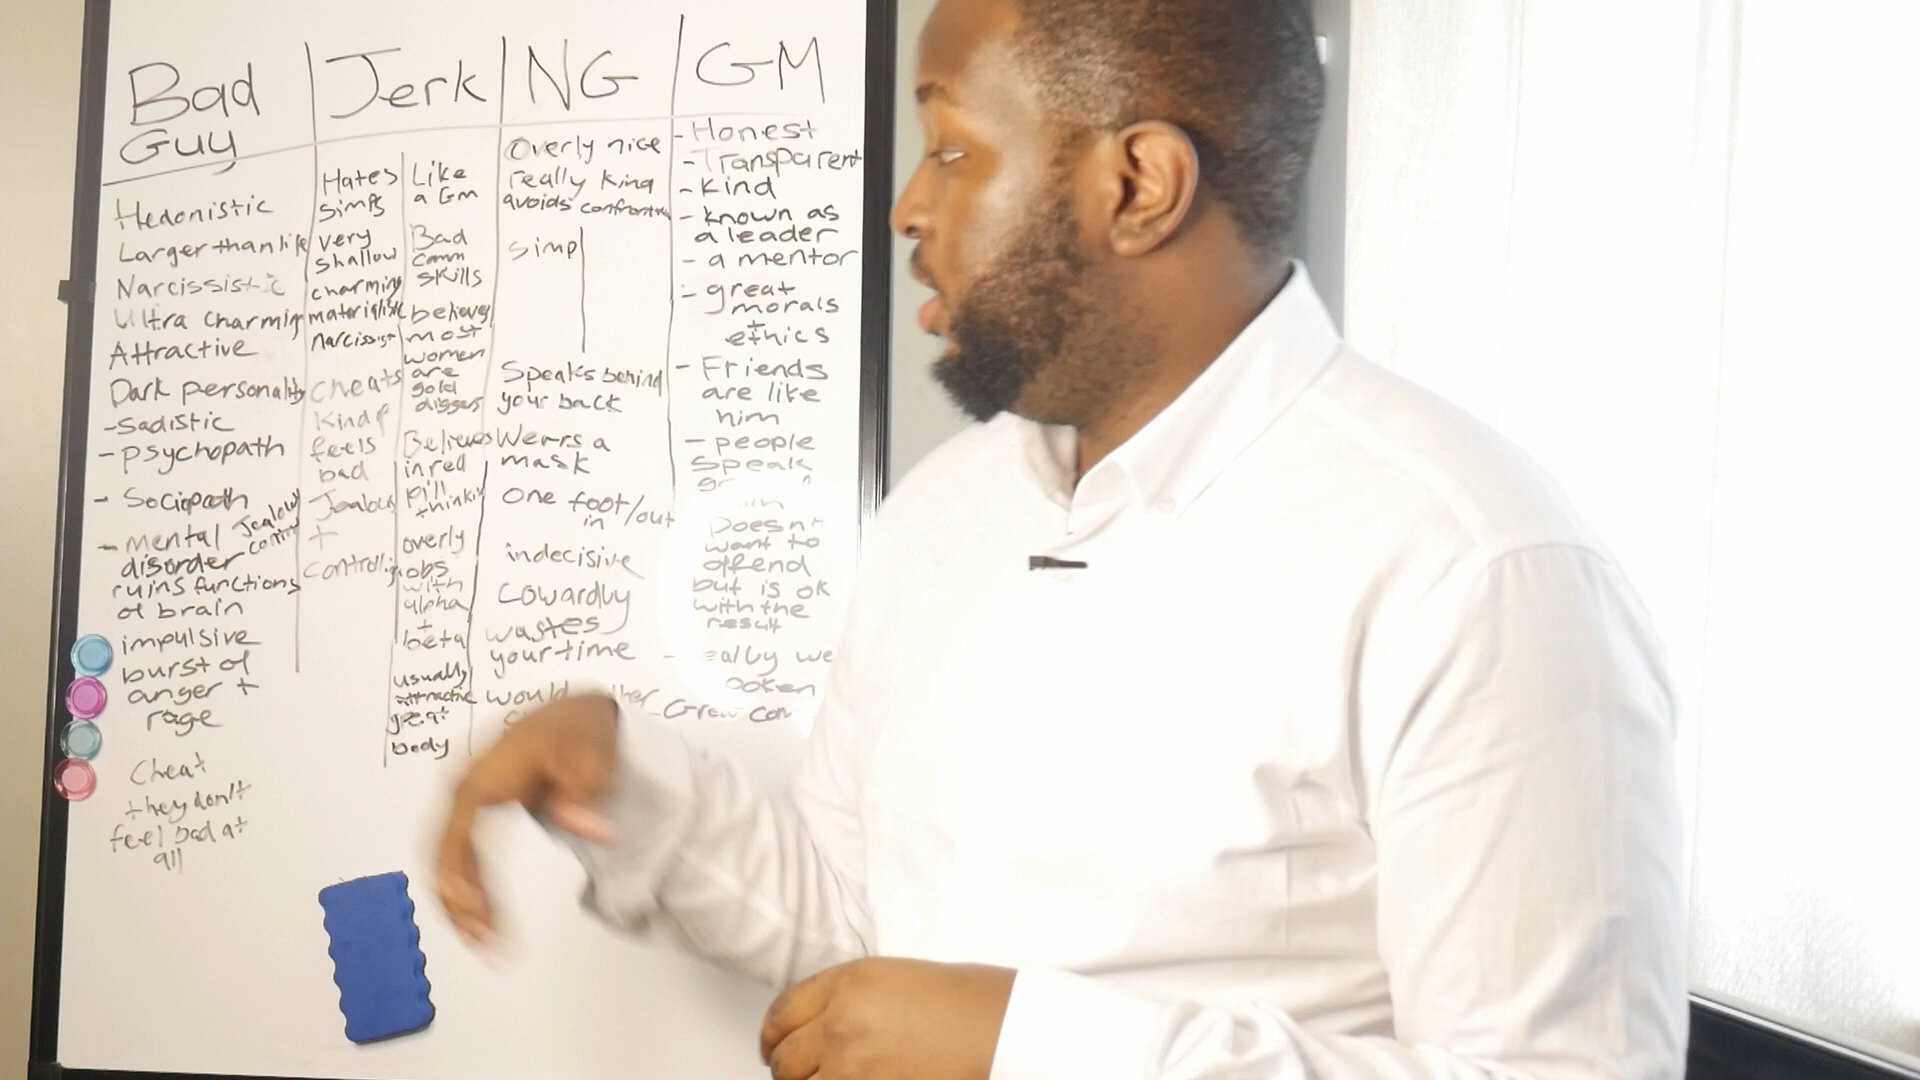 Bad
Guy
Hedonistic
Larger than life
Narcissistic
Ultra charming
Attractive
Dark personality
-Sadistic
-psychopath
- Sociopath
-mental
disorder
Jealous
control
ruins functions
of brain
impulsive
burst of
anger +
rage
Cheat
they don't
feel bad at
all
Jerk
Hates
simps
very
shallow
charming
materialistic
narcissist
cheats
kind of
feels
bad
Jealous
+
controlling
Like
a Gm
Bad
comm
skills
believes
most
women
are
gold
diggers
Believes
in red
pill
thinking
overly
obs
with
alpha
+
beta
usually
attractive
great
body
NG
Overly nice
really kind
avoids confrontn
simp
Speaks behind
your back
Wears a
mask
One foot/out
in
indecisive
Cowardly
wastes
your time
would
GM
- Honest
- Transparent
- kind
- known as
a leader
- a mentor
- great
morals
+
ethics
- Friends
are like
him
- people
speak
Doesn't
want to
offend
but is ok
with the
result